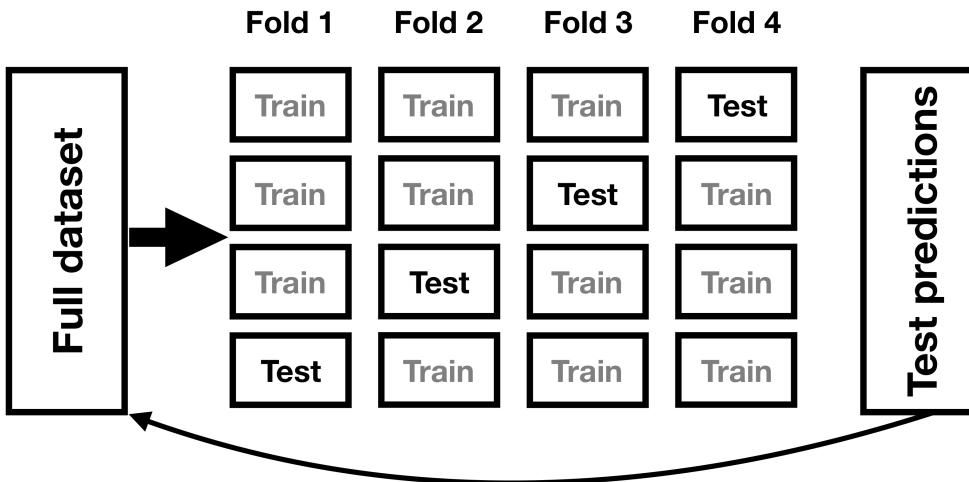 Fold 1 Fold 2 Fold 3 Fold 4
Full dataset
Train Train Train Test
Train Train Test Train
Train Test Train Train
Test Train Train Train
Test predictions